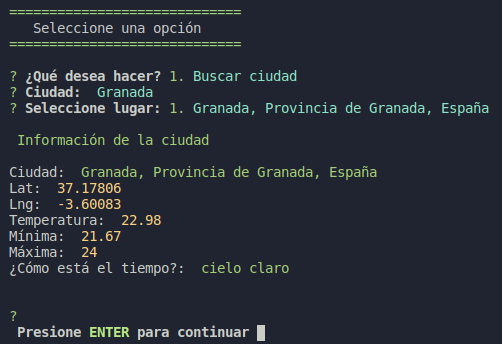 =============================
Seleccione una opción
=============================
? ¿Qué desea hacer? 1. Buscar ciudad
? Ciudad: Granada
? Seleccione lugar: 1. Granada, Provincia de Granada, España
Información de la ciudad
Ciudad: Granada, Provincia de Granada, España
Lat: 37.17806
Lng: -3.60083
Temperatura: 22.98
Mínima: 21.67
Máxima: 24
¿Cómo está el tiempo?: cielo claro
?
Presione ENTER para continuar